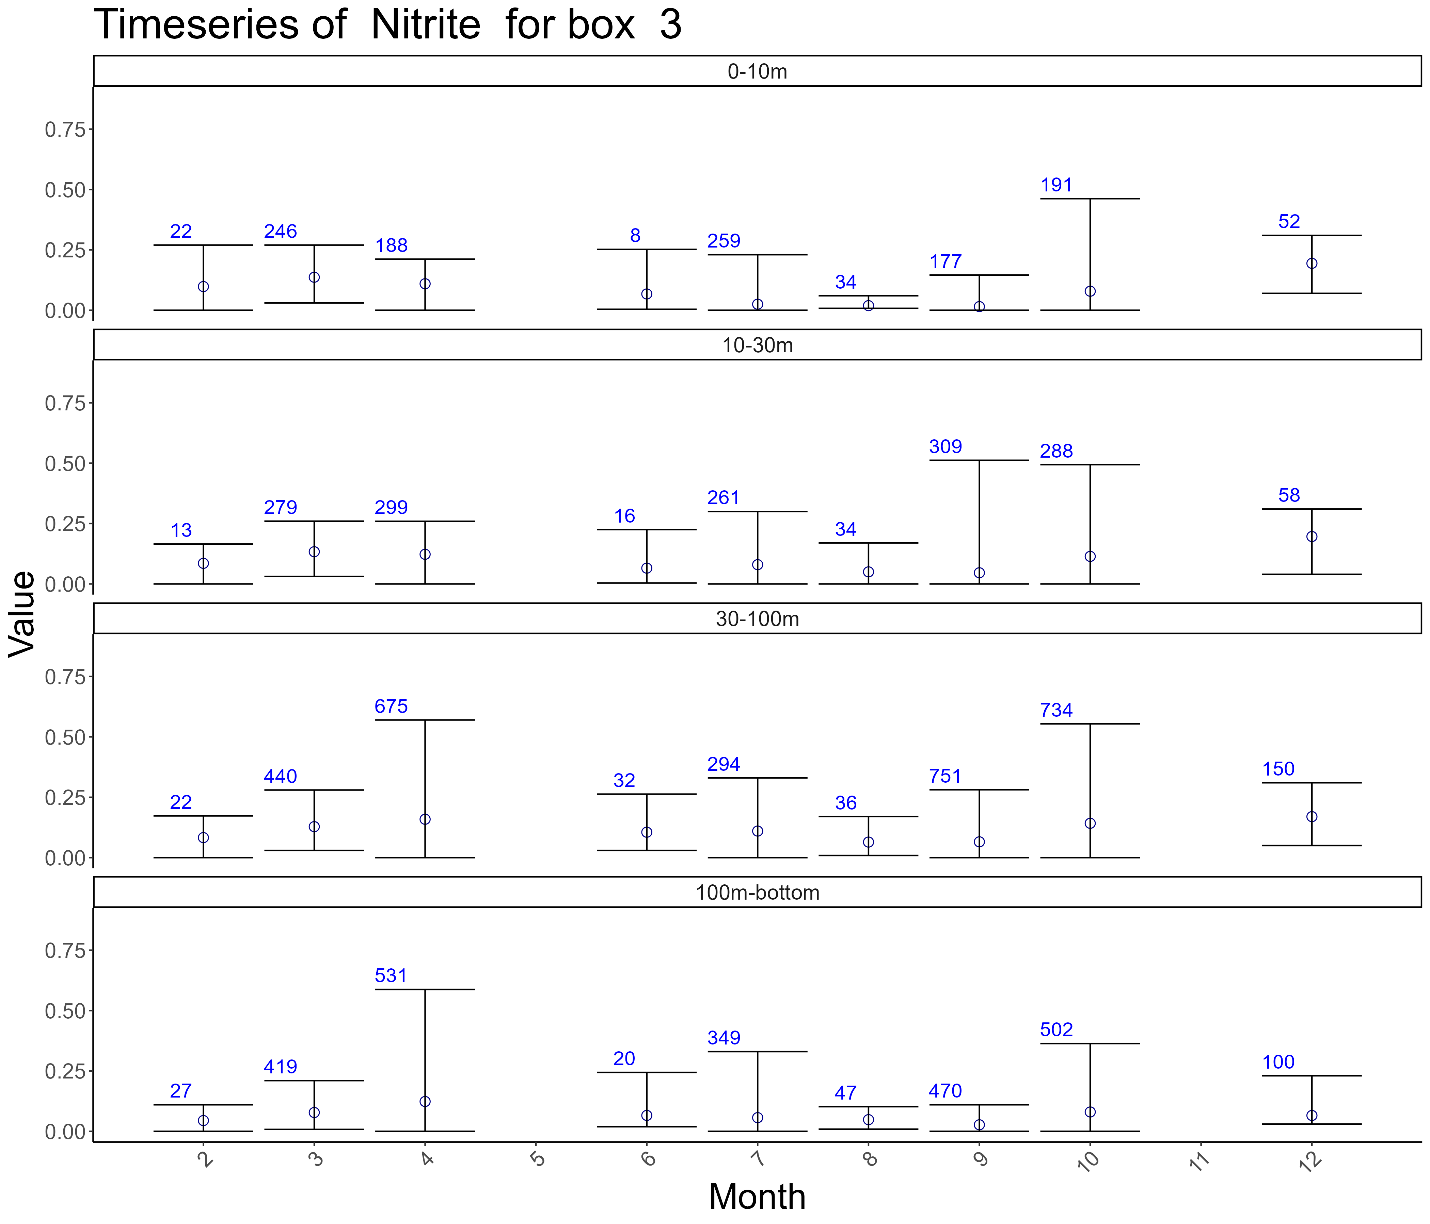 Timeseries of  Nitrite  for box  3
0-10m
0.75
0.50
0.25
0.00
22 246 188 8 259 34 177 191 52
10-30m
0.75
0.50
0.25
0.00
13 279 299 16 261 34 309 288 58
30-100m
0.75
0.50
0.25
0.00
22 440 675 32 294 36 751 734 150
100m-bottom
0.75
0.50
0.25
0.00
27 419 531 20 349 47 470 502 100
Value
2 3 4 5 6 7 8 9 10 11 12
Month